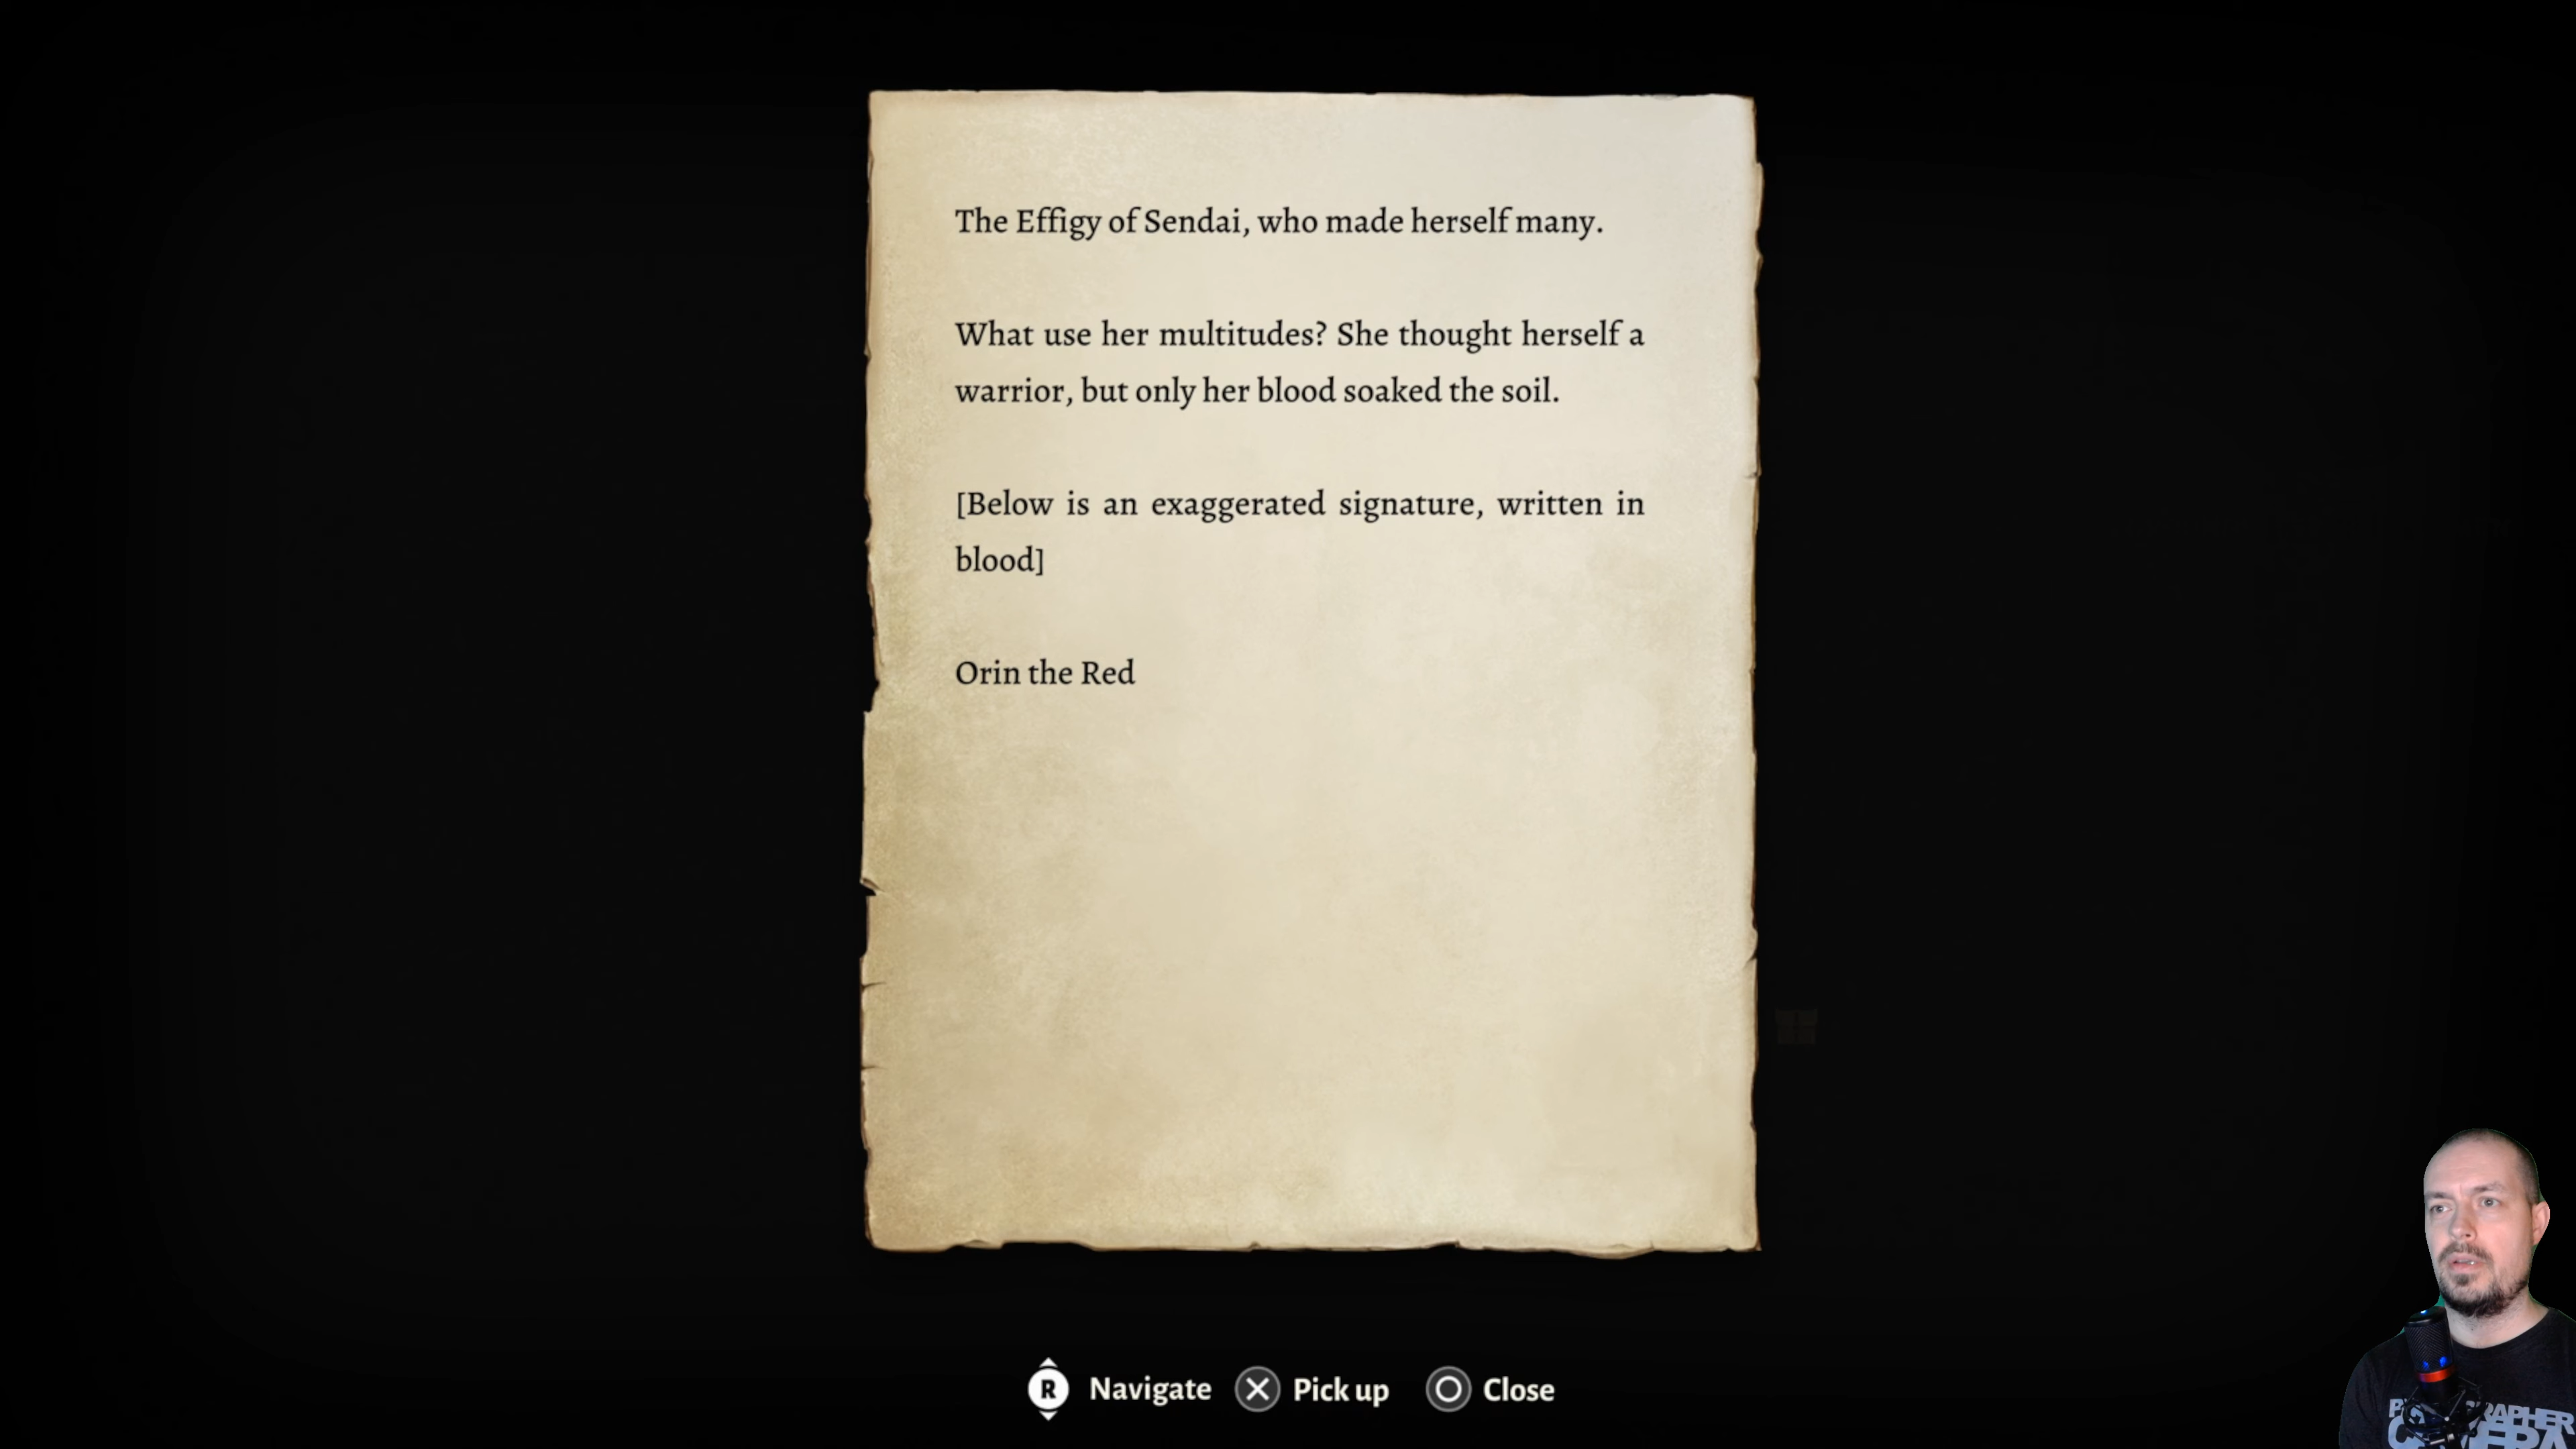 The Effigy of Sendai, who made herself many.
What use her multitudes? She thought herself a
warrior, but only her blood soaked the soil.
[Below is an exaggerated signature, written in
blood]
Orin the Red
R Navigate Pick up Close